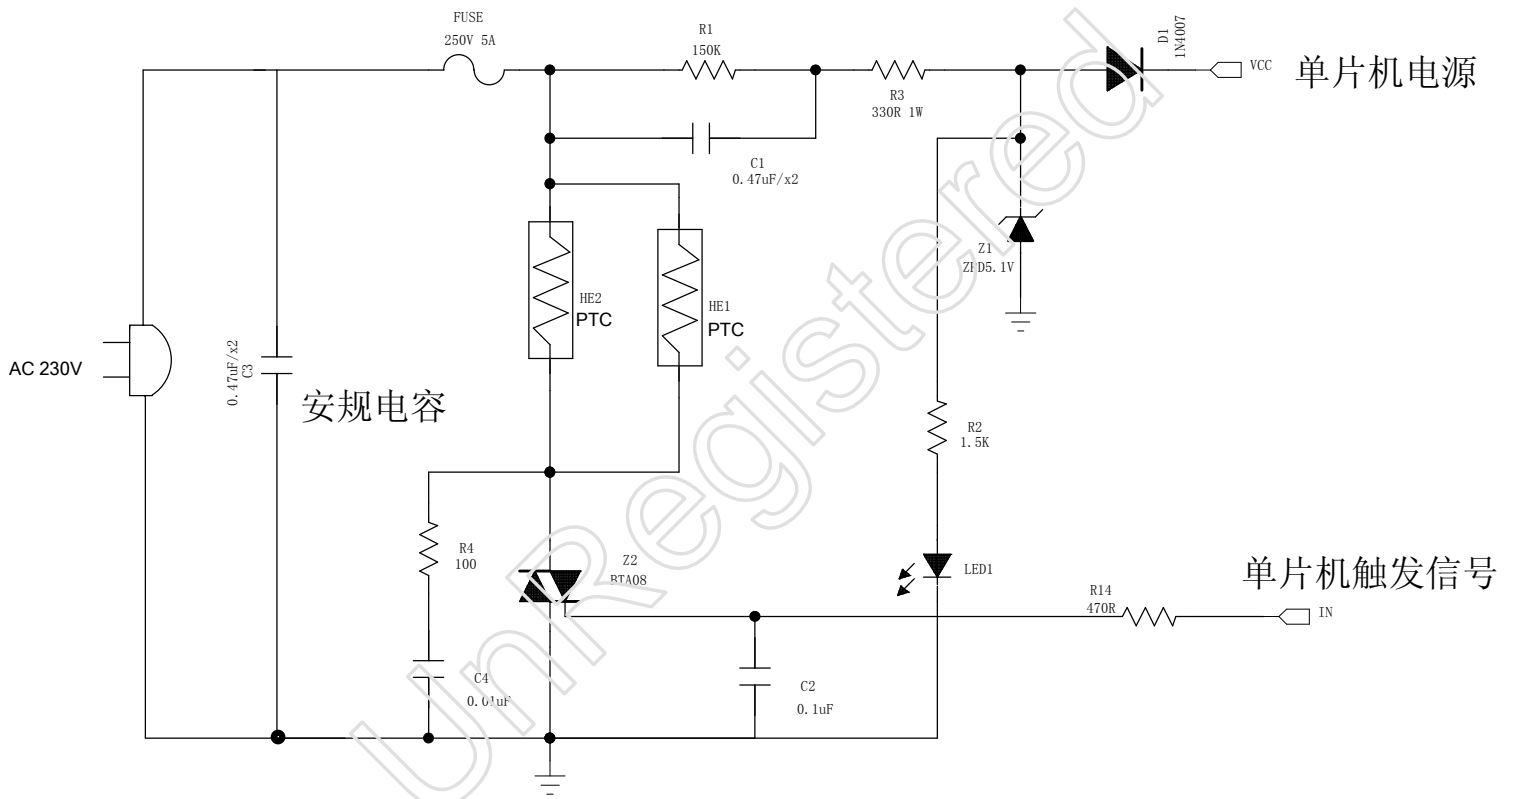 FUSE
250V 5A
R1
150K
D1
1N4007
VCC
单片机电源
R3
330R 1W
C1
0.47uF/x2
Z1
ZHD5.1V
HE2
PTC
HE1
PTC
AC 230V
0.47uF/x2
C3
安规电容
R2
1.5K
R4
100
Z2
BTA08
LED1
单片机触发信号
R14
470R
IN
C4
0.01uF
C2
0.1uF
UnRegistered